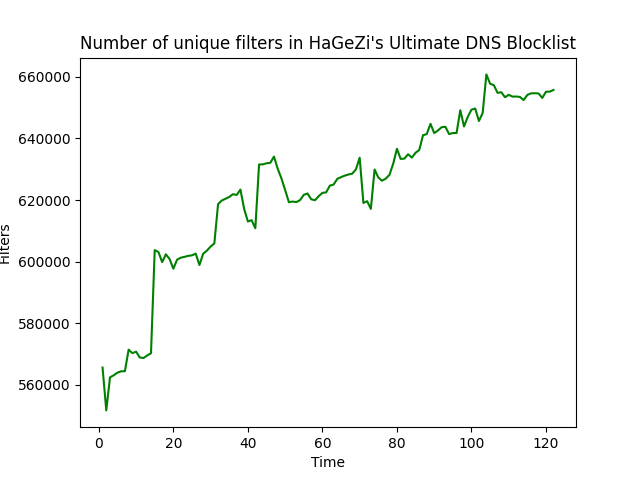 Number of unique filters in HaGeZi's Ultimate DNS Blocklist
660000
640000
620000
600000
580000
560000
Filters
0 20 40 60 80 100 120
Time